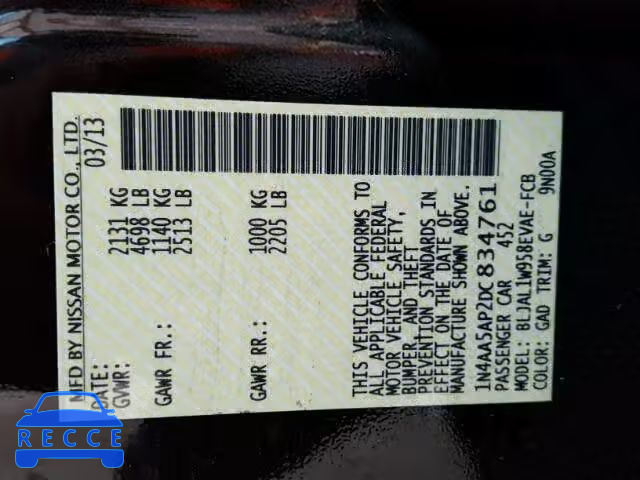 MFD BY NISSAN MOTOR CO., LTD.
DATE: 03/13
GVWR: 2131 KG
4698 LB
GAWR FR.: 1140 KG
2513 LB
GAWR RR.: 1000 KG
2205 LB
THIS VEHICLE CONFORMS TO
ALL APPLICABLE FEDERAL
MOTOR VEHICLE SAFETY,
BUMPER, AND THEFT
PREVENTION STANDARDS IN
EFFECT ON THE DATE OF
MANUFACTURE SHOWN ABOVE.
1N4AA5AP2DC834761
PASSENGER CAR 452
MODEL: BLJALIW958EVAE-FCB
COLOR: GAD TRIM: G 9N00A
RECCE